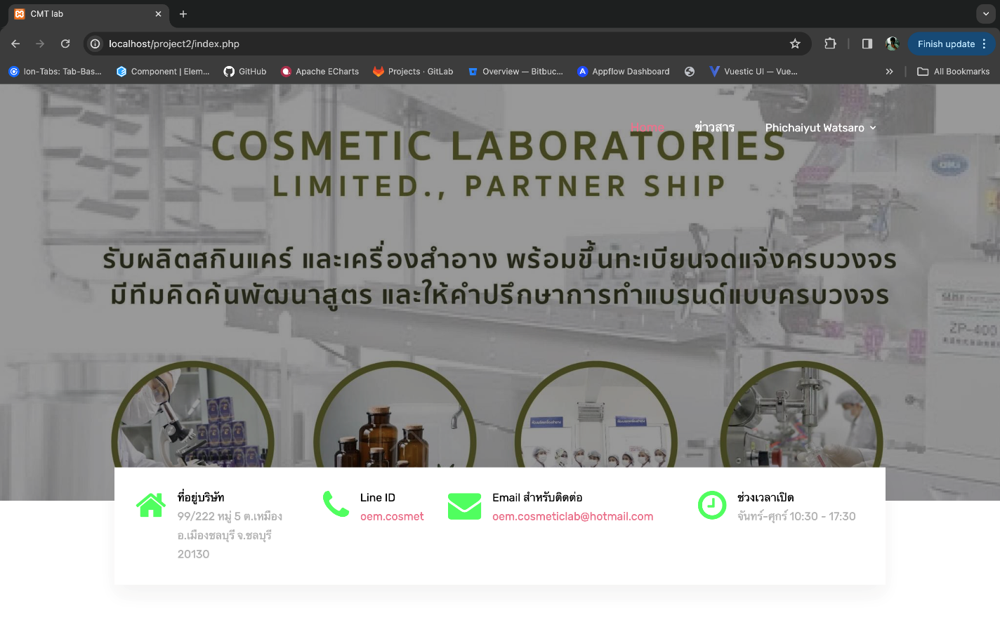 CMT lab
localhost/project2/index.php
Finish update
Ion-Tabs: Tab-Bas...
Component | Elem...
GitHub
Apache ECharts
Projects · GitLab
Overview — Bitbuc...
Appflow Dashboard
Vuestic UI — Vue...
All Bookmarks
Home
ข่าวสาร
Phichaiyut Watsaro
COSMETIC LABORATORIES
LIMITED., PARTNER SHIP
รับผลิตสกินแคร์ และเครื่องสำอาง พร้อมขึ้นทะเบียนจดแจ้งครบวงจร
มีทีมคิดค้นพัฒนาสูตร และให้คำปรึกษาการทำแบรนด์แบบครบวงจร
ZP-400
ที่อยู่บริษัท
99/222 หมู่ 5 ต.เหมือง
อ.เมืองชลบุรี จ.ชลบุรี
20130
Line ID
oem.cosmet
Email สำหรับติดต่อ
oem.cosmeticlab@hotmail.com
ช่วงเวลาเปิด
จันทร์-ศุกร์ 10:30 - 17:30